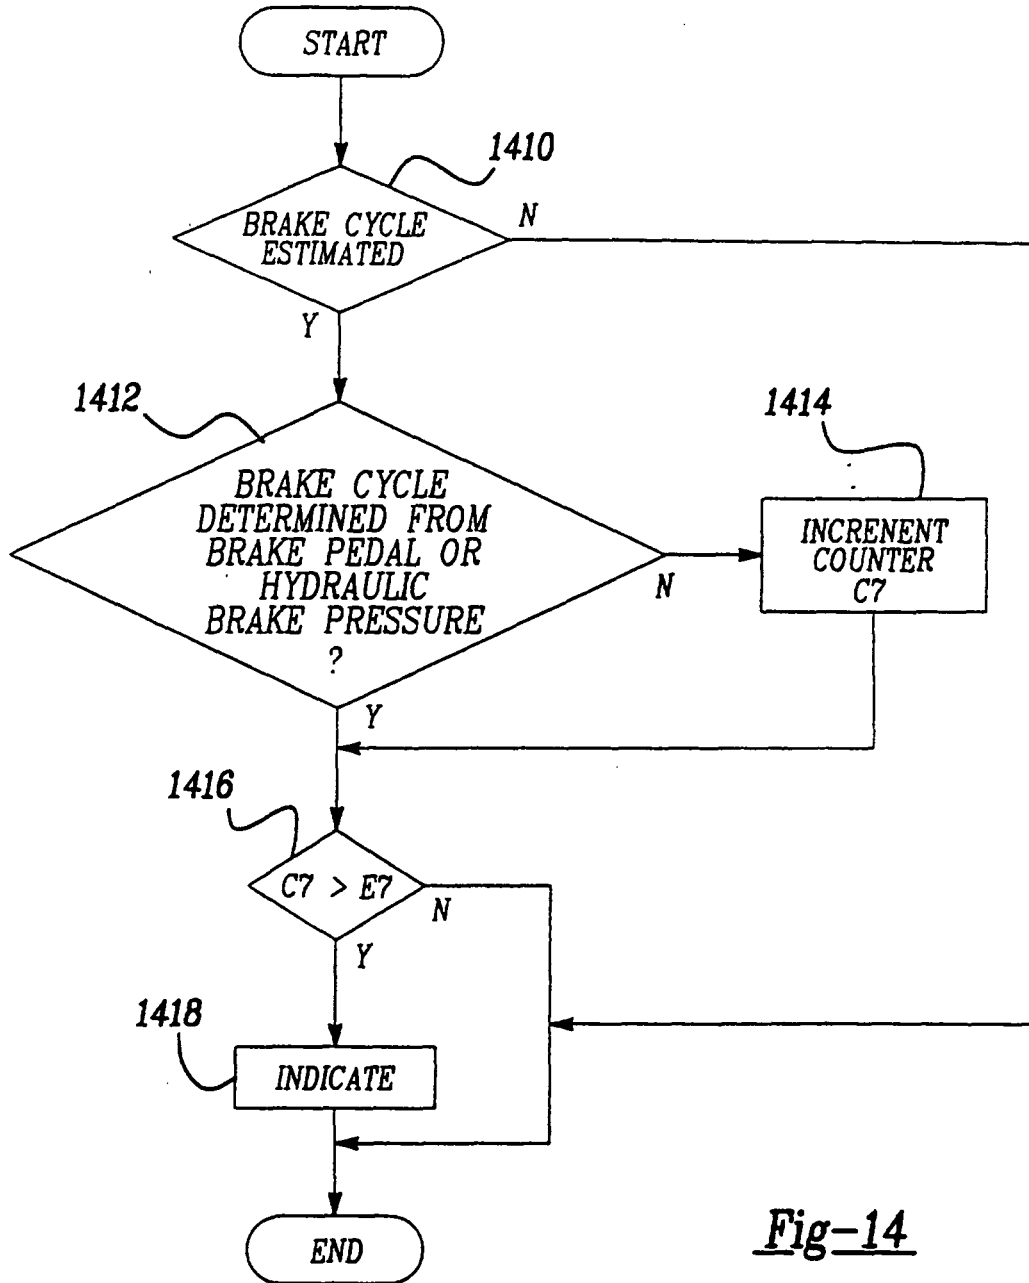 START
1410
BRAKE CYCLE
ESTIMATED
N
Y
1412
BRAKE CYCLE
DETERMINED FROM
BRAKE PEDAL OR
HYDRAULIC
BRAKE PRESSURE
?
N
1414
INCRENENT
COUNTER
C7
Y
1416
C7 > E7
N
Y
1418
INDICATE
END
Fig-14